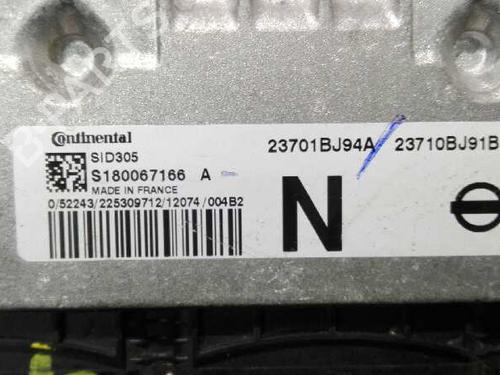 Continental
SID305
S180067166 A
MADE IN FRANCE
0/52243/225309712/12074/004B2
23701BJ94A 23710BJ91B
N